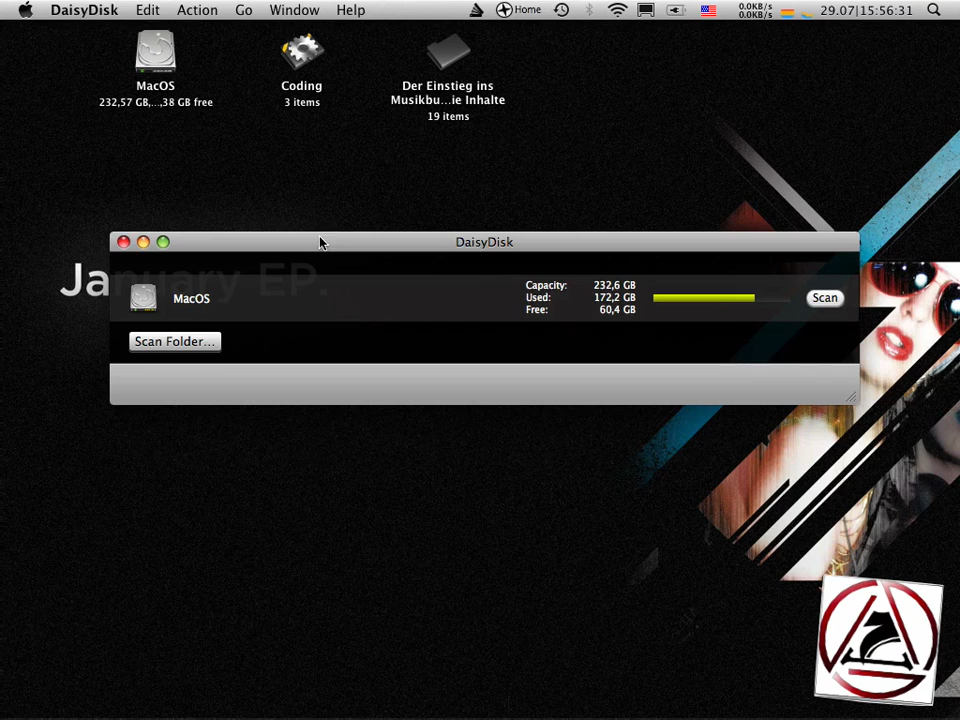 DaisyDisk Edit Action Go Window Help Home 0.0KB/s 0.0KB/s 29.07|15:56:31
MacOS
232,57 GB,...,38 GB free
Coding
3 items
Der Einstieg ins
Musikbu...ie Inhalte
19 items
January EP.
DaisyDisk
MacOS
Capacity: 232,6 GB
Used: 172,2 GB
Free: 60,4 GB
Scan
Scan Folder...